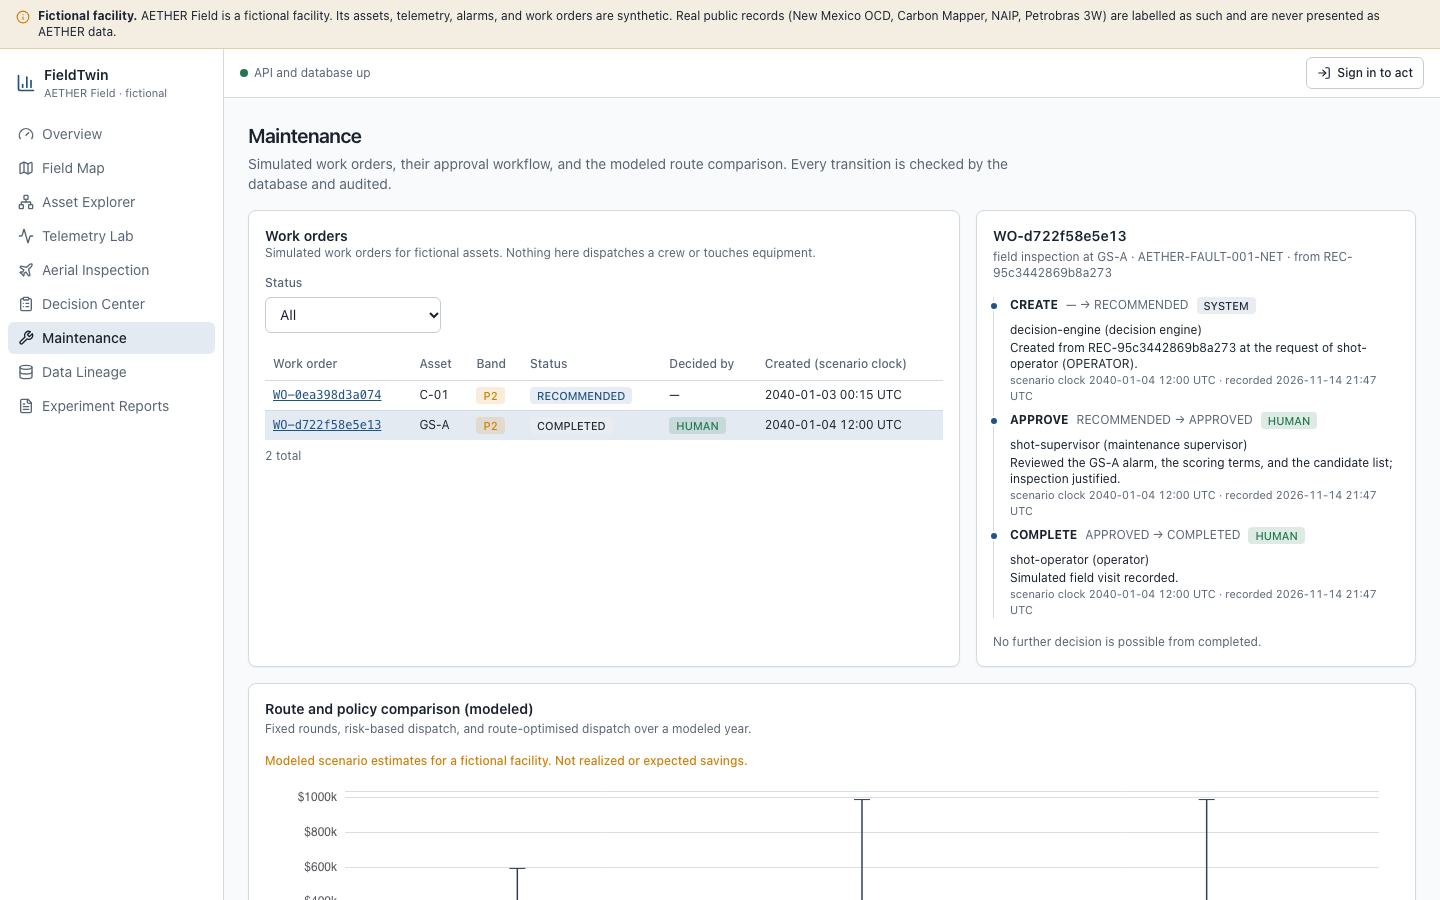 Fictional facility. AETHER Field is a fictional facility. Its assets, telemetry, alarms, and work orders are synthetic. Real public records (New Mexico OCD, Carbon Mapper, NAIP, Petrobras 3W) are labelled as such and are never presented as
AETHER data.
FieldTwin
AETHER Field · fictional
Overview
Field Map
Asset Explorer
Telemetry Lab
Aerial Inspection
Decision Center
Maintenance
Data Lineage
Experiment Reports
API and database up
Sign in to act
Maintenance
Simulated work orders, their approval workflow, and the modeled route comparison. Every transition is checked by the
database and audited.
Work orders
Simulated work orders for fictional assets. Nothing here dispatches a crew or touches equipment.
Status
All
Work order Asset Band Status Decided by Created (scenario clock)
WO-0ea398d3a074 C-01 P2 RECOMMENDED — 2040-01-03 00:15 UTC
WO-d722f58e5e13 GS-A P2 COMPLETED HUMAN 2040-01-04 12:00 UTC
2 total
WO-d722f58e5e13
field inspection at GS-A · AETHER-FAULT-001-NET · from REC-
95c3442869b8a273
CREATE — → RECOMMENDED SYSTEM
decision-engine (decision engine)
Created from REC-95c3442869b8a273 at the request of shot-
operator (OPERATOR).
scenario clock 2040-01-04 12:00 UTC · recorded 2026-11-14 21:47
UTC
APPROVE RECOMMENDED → APPROVED HUMAN
shot-supervisor (maintenance supervisor)
Reviewed the GS-A alarm, the scoring terms, and the candidate list;
inspection justified.
scenario clock 2040-01-04 12:00 UTC · recorded 2026-11-14 21:47
UTC
COMPLETE APPROVED → COMPLETED HUMAN
shot-operator (operator)
Simulated field visit recorded.
scenario clock 2040-01-04 12:00 UTC · recorded 2026-11-14 21:47
UTC
No further decision is possible from completed.
Route and policy comparison (modeled)
Fixed rounds, risk-based dispatch, and route-optimised dispatch over a modeled year.
Modeled scenario estimates for a fictional facility. Not realized or expected savings.
$1000k
$800k
$600k
$400k